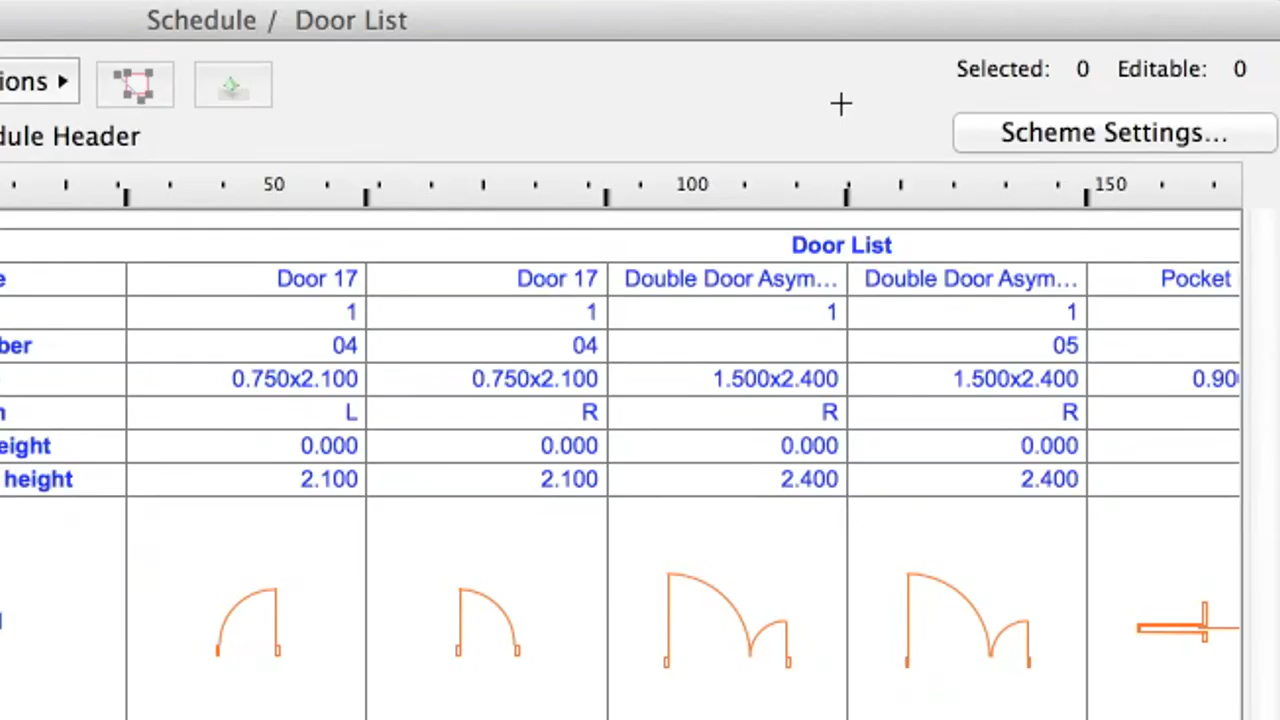 Schedule / Door List
ions ▸
Selected: 0 Editable: 0
dule Header
Scheme Settings...
50 100 150
Door List
e Door 17 Door 17 Double Door Asym... Double Door Asym... Pocket
1 1 1 1
ber 04 04 05
0.750x2.100 0.750x2.100 1.500x2.400 1.500x2.400 0.90
n L R R R
eight 0.000 0.000 0.000 0.000
height 2.100 2.100 2.400 2.400